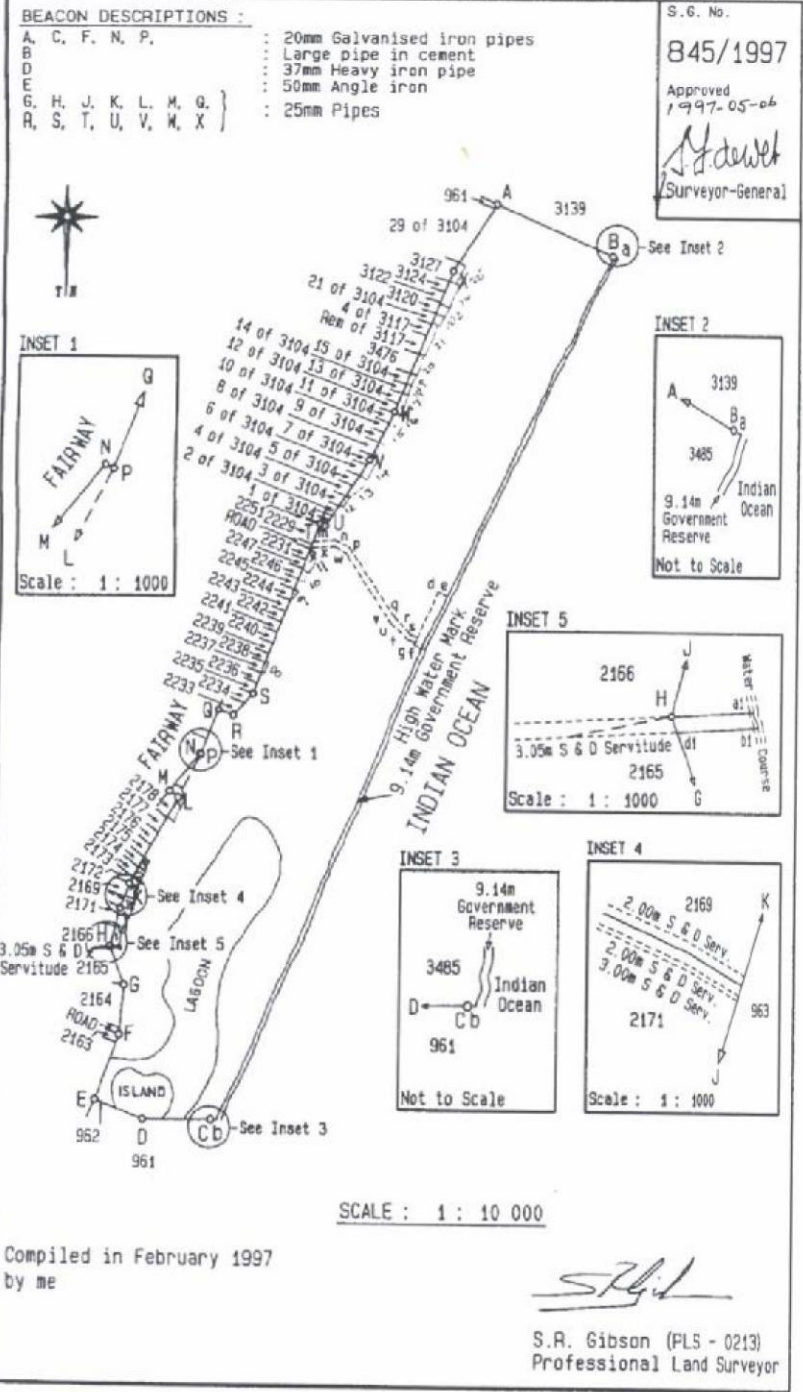 BEACON DESCRIPTIONS :
A, C, F, N, P. : 20mm Galvanised iron pipes
B : Large pipe in cement
D : 37mm Heavy iron pipe
E : 50mm Angle iron
G, H, J, K, L, M, Q, } : 25mm Pipes
R, S, T, U, V, W, X
S.G. No.
845/1997
Approved
1997-05-06
Surveyor-General
961 A 3139
29 of 3104
B a See Inset 2
3127
3122 3124 X
21 of 3104 3120
4 of 3117
Rem of 3117
3476
14 of 3104 15 of 3104
12 of 3104 13 of 3104
10 of 3104 11 of 3104
8 of 3104 9 of 3104
6 of 3104 7 of 3104
4 of 3104 5 of 3104
2 of 3104 3 of 3104
1 of 3104
2251 2229 U
ROAD 2231
2247 2246
2245 2244
2243 2242
2241 2240
2239 2238
2237 2236
2235 2234
2233
S
Q R
FAIRWAY
N P See Inset 1
M L
2178
2177
2176
2175
2174
2173
2172
2169
2171 See Inset 4
2166 H See Inset 5
3.05m S & D
Servitude 2165
G
2164
ROAD F
2163
LAGOON
ISLAND
E
962 D
961
C b See Inset 3
High Water Mark
9.14m Government Reserve
INDIAN OCEAN
INSET 1
FAIRWAY
Q
N
P
M
L
Scale : 1 : 1000
INSET 2
A 3139
B a
3485
9.14m Government Reserve
Indian Ocean
Not to Scale
INSET 5
2166 J
H a1
Water Course
3.05m S & D Servitude d1 b1
2165
G
Scale : 1 : 1000
INSET 3
9.14m
Government
Reserve
3485
Indian
Ocean
D C b
961
Not to Scale
INSET 4
2169 K
2.00m S & D Serv.
2.00m S & D Serv.
3.00m S & D Serv.
963
2171
J
Scale : 1 : 1000
SCALE : 1 : 10 000
Compiled in February 1997
by me
S.R. Gibson (PLS - 0213)
Professional Land Surveyor